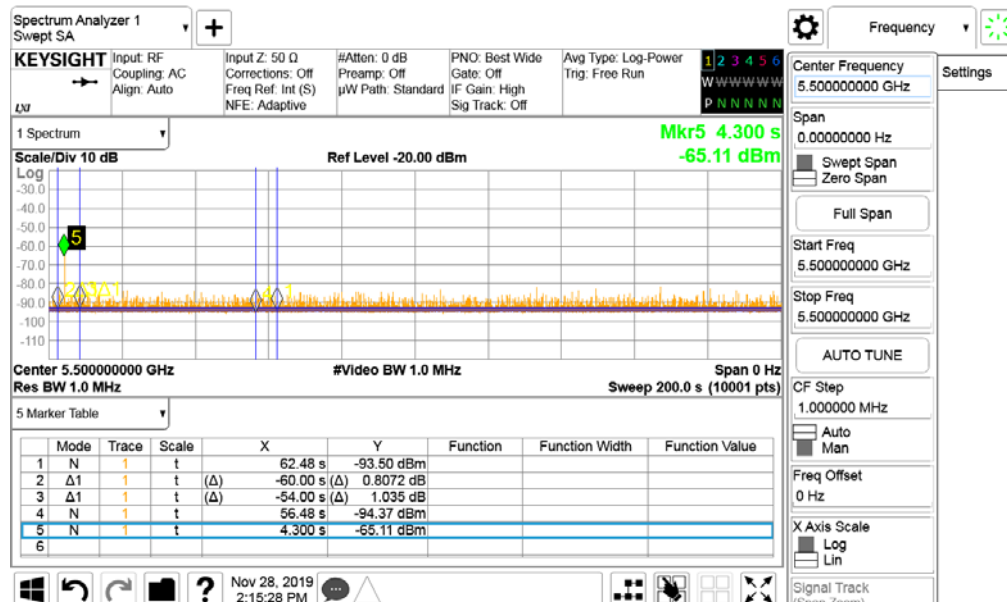 Spectrum Analyzer 1
Swept SA
Frequency
KEYSIGHT
Input: RF
Coupling: AC
Align: Auto
Input Z: 50 Ω
Corrections: Off
Freq Ref: Int (S)
NFE: Adaptive
#Atten: 0 dB
Preamp: Off
µW Path: Standard
PNO: Best Wide
Gate: Off
IF Gain: High
Sig Track: Off
Avg Type: Log-Power
Trig: Free Run
1 2 3 4 5 6
W W W W W W
P N N N N N
LXI
1 Spectrum
Mkr5 4.300 s
-65.11 dBm
Scale/Div 10 dB
Ref Level -20.00 dBm
Log
-30.0
-40.0
-50.0
-60.0
-70.0
-80.0
-90.0
-100
-110
5
Center 5.500000000 GHz
#Video BW 1.0 MHz
Span 0 Hz
Res BW 1.0 MHz
Sweep 200.0 s (10001 pts)
5 Marker Table
Mode Trace Scale X Y Function Function Width Function Value
1 N 1 t 62.48 s -93.50 dBm
2 Δ1 1 t (Δ) -60.00 s (Δ) 0.8072 dB
3 Δ1 1 t (Δ) -54.00 s (Δ) 1.035 dB
4 N 1 t 56.48 s -94.37 dBm
5 N 1 t 4.300 s -65.11 dBm
6
Nov 28, 2019
2:15:28 PM
Center Frequency
5.500000000 GHz
Settings
Span
0.00000000 Hz
Swept Span
Zero Span
Full Span
Start Freq
5.500000000 GHz
Stop Freq
5.500000000 GHz
AUTO TUNE
CF Step
1.000000 MHz
Auto
Man
Freq Offset
0 Hz
X Axis Scale
Log
Lin
Signal Track
(Span Zoom)